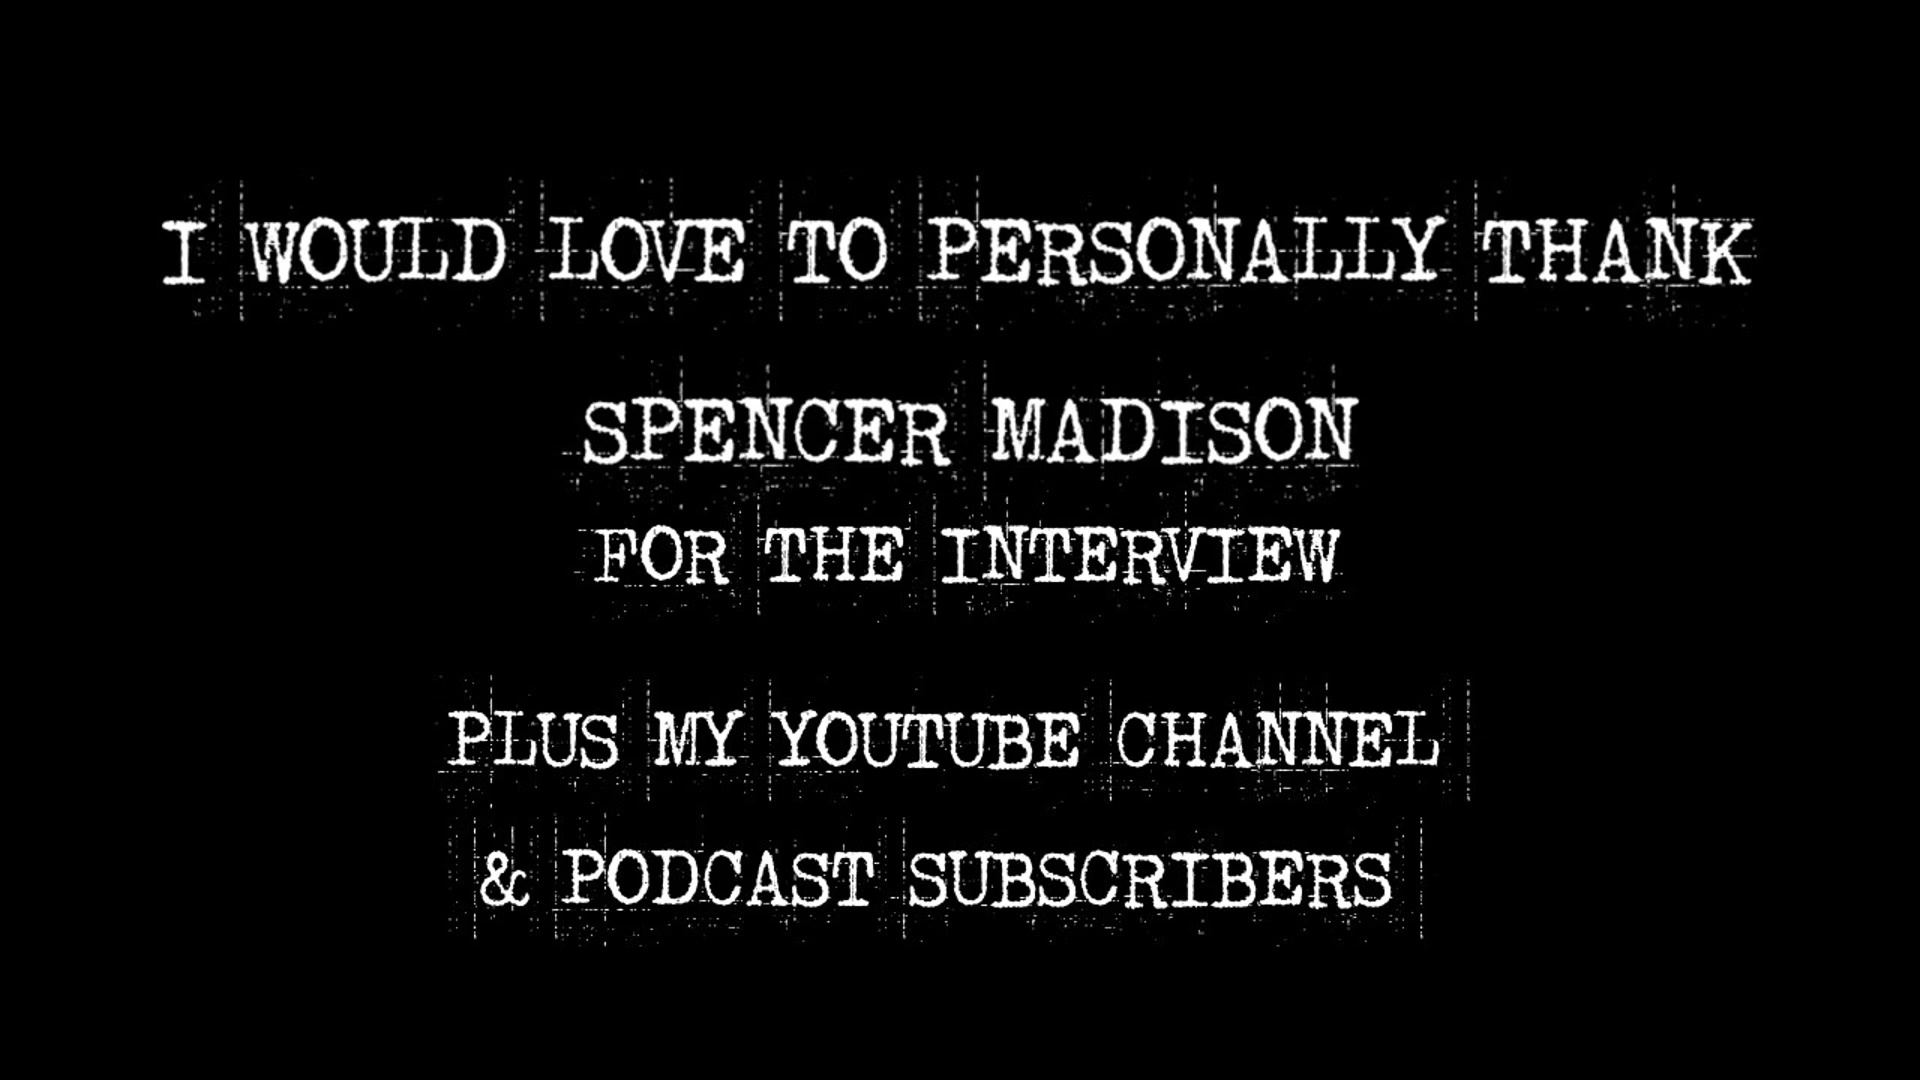 I WOULD LOVE TO PERSONALLY THANK
SPENCER MADISON
FOR THE INTERVIEW
PLUS MY YOUTUBE CHANNEL
& PODCAST SUBSCRIBERS